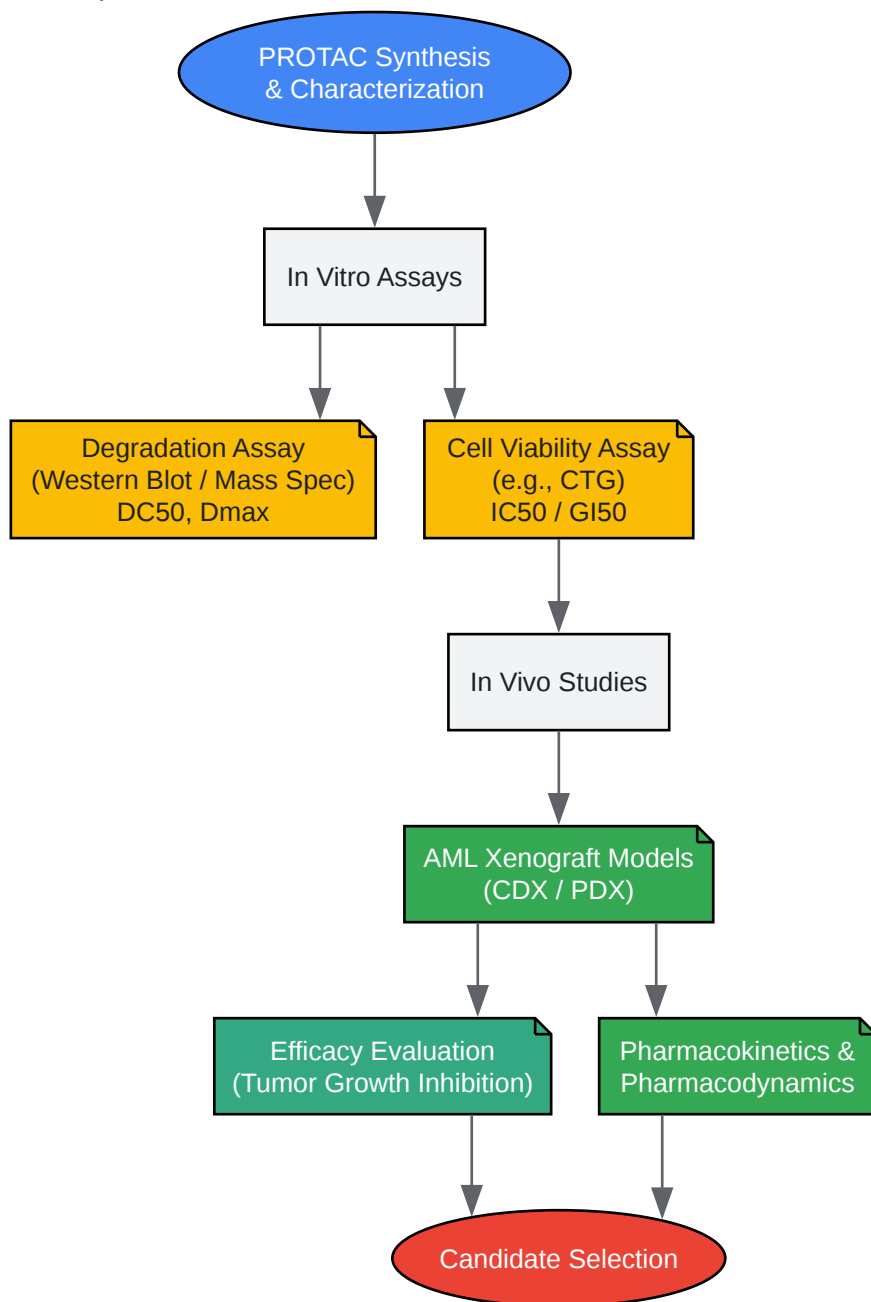 PROTAC Synthesis
& Characterization
In Vitro Assays
Degradation Assay
(Western Blot / Mass Spec)
DC50, Dmax
Cell Viability Assay
(e.g., CTG)
IC50 / GI50
In Vivo Studies
AML Xenograft Models
(CDX / PDX)
Efficacy Evaluation
(Tumor Growth Inhibition)
Pharmacokinetics &
Pharmacodynamics
Candidate Selection